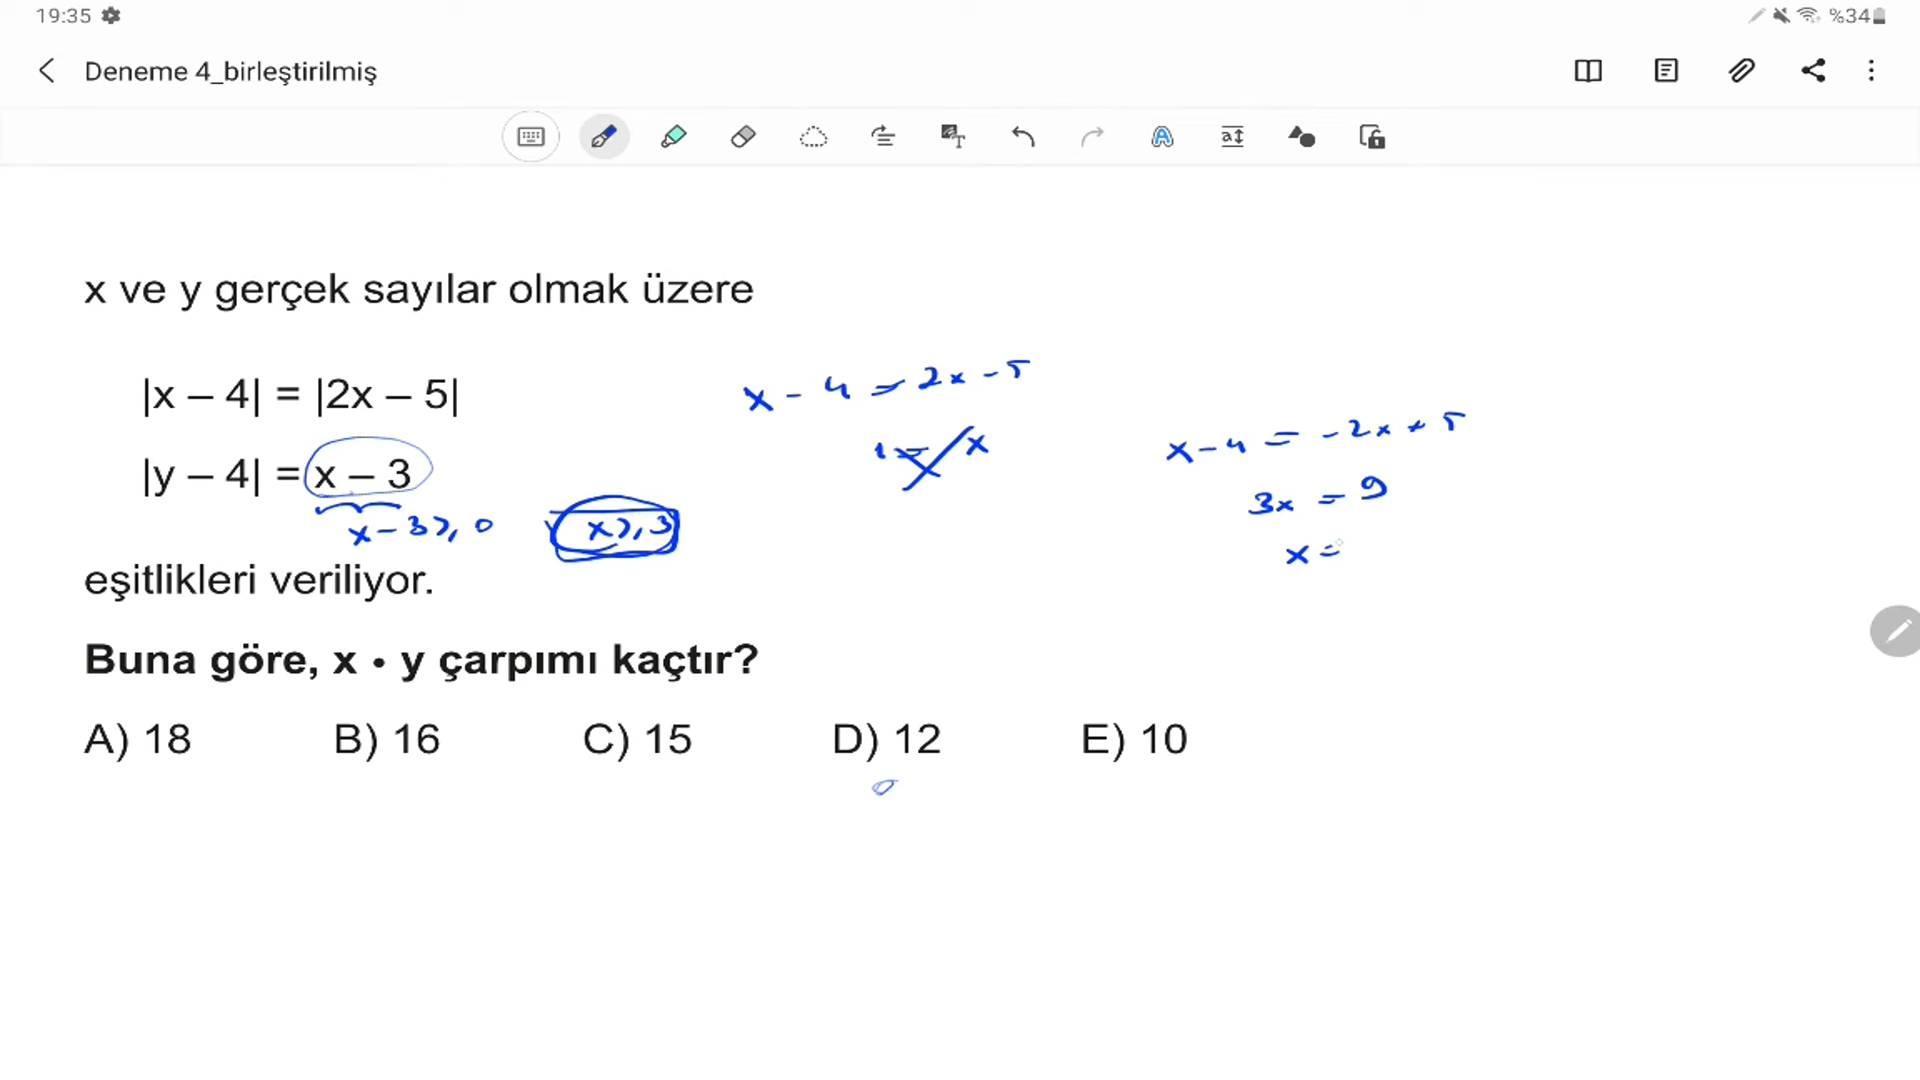 19:35 %34
Deneme 4_birleştirilmiş
x ve y gerçek sayılar olmak üzere
|x – 4| = |2x – 5|
|y – 4| = x – 3
x - 3 ≥ 0
x ≥ 3
x - 4 = 2x - 5
1 = x
x - 4 = -2x + 5
3x = 9
x =
eşitlikleri veriliyor.
Buna göre, x • y çarpımı kaçtır?
A) 18 B) 16 C) 15 D) 12 E) 10